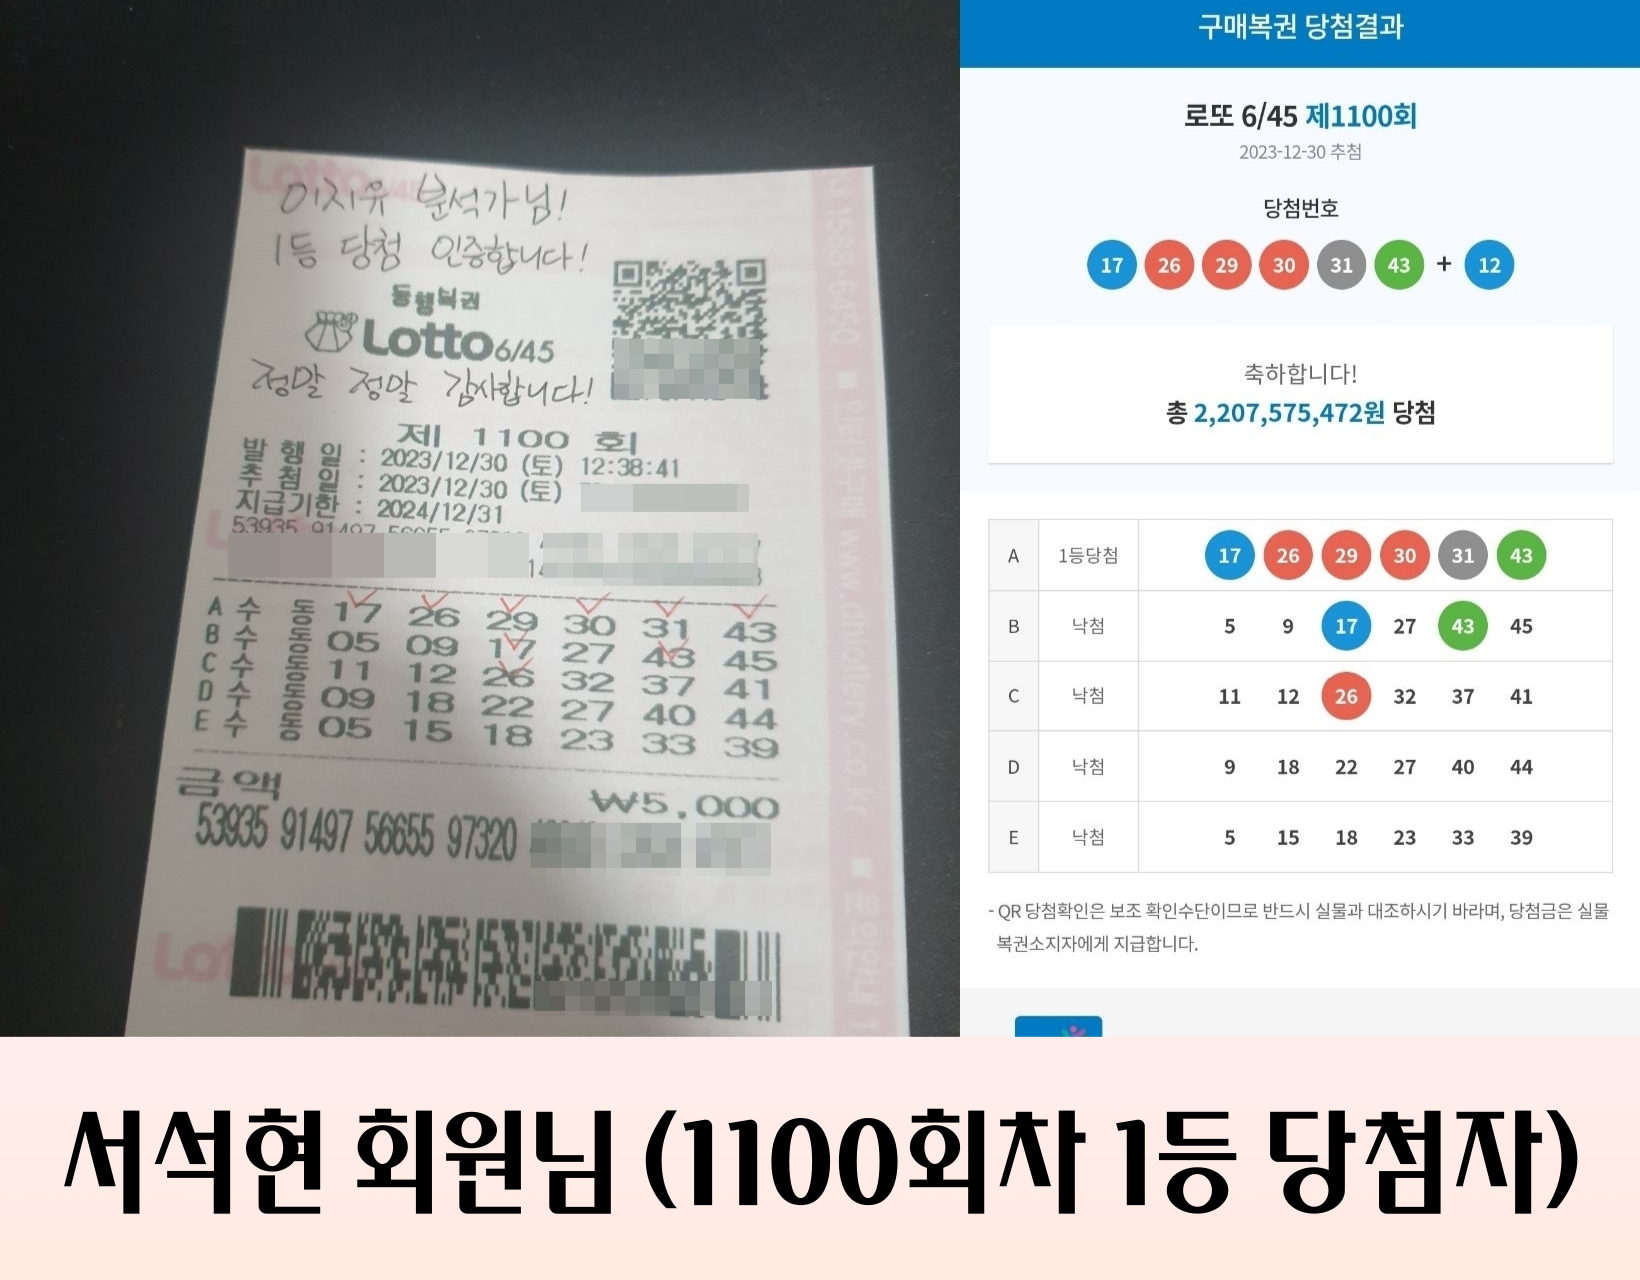 Lotto
이지유 분석가님!
1등 당첨 인증합니다!
동행복권
Lotto 6/45
정말 정말 감사합니다!
제 1100 회
발 행 일 : 2023/12/30 (토) 12:38:41
추 첨 일 : 2023/12/30 (토)
지급기한 : 2024/12/31
53935 91497 56655 97320
A 수 동 17 26 29 30 31 43
B 수 동 05 09 17 27 43 45
C 수 동 11 12 26 32 37 41
D 수 동 09 18 22 27 40 44
E 수 동 05 15 18 23 33 39
금액 ₩5,000
53935 91497 56655 97320
Lotto
1588-6450 ■ 인터넷구매 www.dhlottery.co.kr ■
구매복권 당첨결과
로또 6/45 제1100회
2023-12-30 추첨
당첨번호
17 26 29 30 31 43 + 12
축하합니다!
총 2,207,575,472원 당첨
A 1등당첨 17 26 29 30 31 43
B 낙첨 5 9 17 27 43 45
C 낙첨 11 12 26 32 37 41
D 낙첨 9 18 22 27 40 44
E 낙첨 5 15 18 23 33 39
- QR 당첨확인은 보조 확인수단이므로 반드시 실물과 대조하시기 바라며, 당첨금은 실물
복권소지자에게 지급합니다.
서석현 회원님 (1100회차 1등 당첨자)